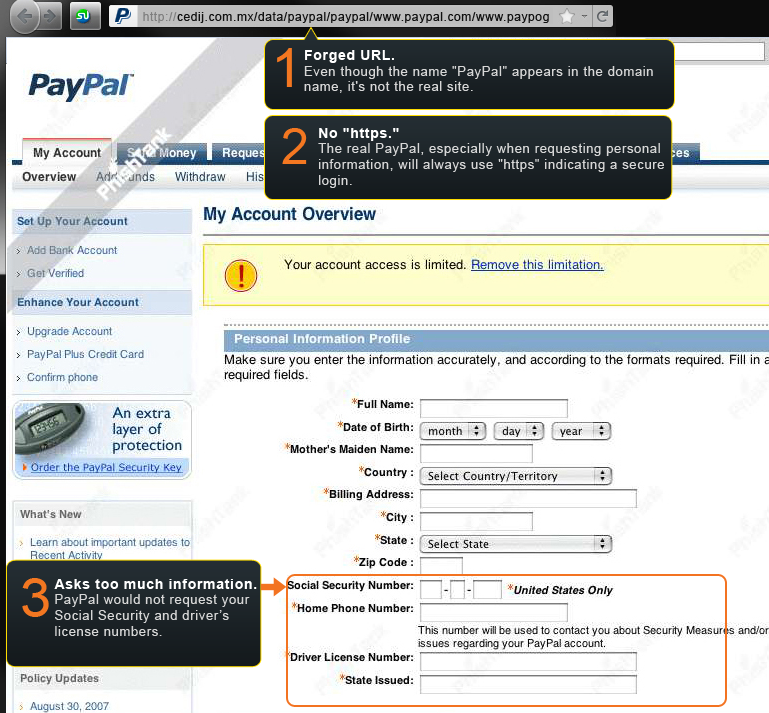 http://cedij.com.mx/data/paypal/paypal/www.paypal.com/www.paypog
1 Forged URL.
Even though the name "PayPal" appears in the domain
name, it's not the real site.
PayPal
2 No "https."
The real PayPal, especially when requesting personal
information, will always use "https" indicating a secure
login.
PhishTank
My Account
Send Money
Reques
ces
Overview
Add Funds
Withdraw
His
Set Up Your Account
Add Bank Account
Get Verified
Enhance Your Account
Upgrade Account
PayPal Plus Credit Card
Confirm phone
An extra
layer of
protection
Order the PayPal Security Key
What's New
Learn about important updates to
Recent Activity
My Account Overview
Your account access is limited. Remove this limitation.
Personal Information Profile
Make sure you enter the information accurately, and according to the formats required. Fill in a
required fields.
*Full Name:
*Date of Birth: month day year
*Mother's Maiden Name:
*Country : Select Country/Territory
*Billing Address:
*City :
*State : Select State
*Zip Code :
3 Asks too much information.
PayPal would not request your
Social Security and driver's
license numbers.
Social Security Number: - - *United States Only
*Home Phone Number:
This number will be used to contact you about Security Measures and/or
issues regarding your PayPal account.
*Driver License Number:
*State Issued:
Policy Updates
August 30, 2007